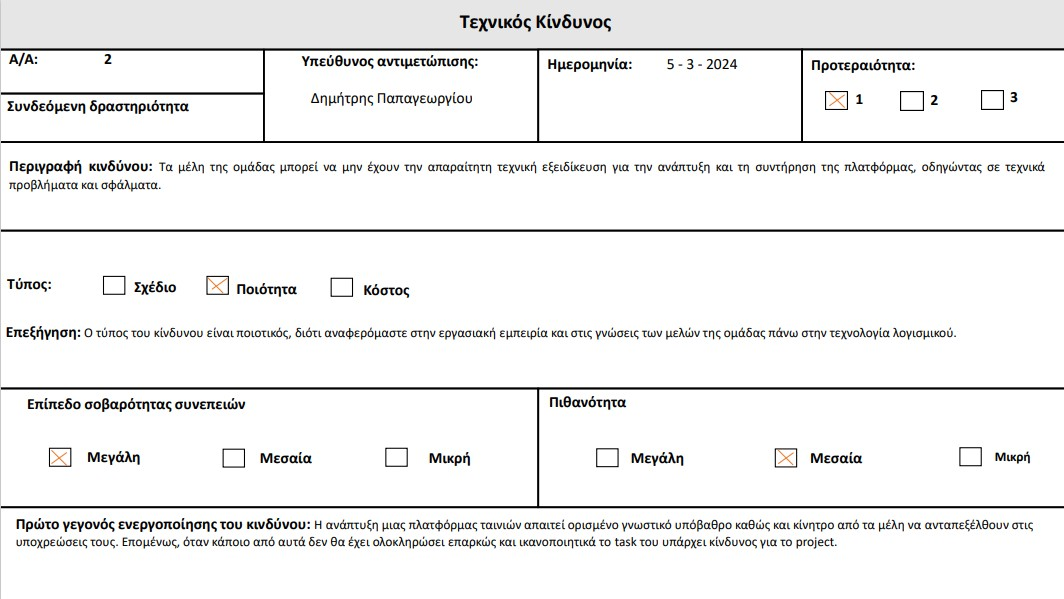 Τεχνικός Κίνδυνος
Α/Α: 2
Συνδεόμενη δραστηριότητα
Υπεύθυνος αντιμετώπισης:
Δημήτρης Παπαγεωργίου
Ημερομηνία: 5 - 3 - 2024
Προτεραιότητα:
1 2 3
Περιγραφή κινδύνου: Τα μέλη της ομάδας μπορεί να μην έχουν την απαραίτητη τεχνική εξειδίκευση για την ανάπτυξη και τη συντήρηση της πλατφόρμας, οδηγώντας σε τεχνικά
προβλήματα και σφάλματα.
Τύπος: Σχέδιο Ποιότητα Κόστος
Επεξήγηση: Ο τύπος του κίνδυνου είναι ποιοτικός, διότι αναφερόμαστε στην εργασιακή εμπειρία και στις γνώσεις των μελών της ομάδας πάνω στην τεχνολογία λογισμικού.
Επίπεδο σοβαρότητας συνεπειών
Μεγάλη Μεσαία Μικρή
Πιθανότητα
Μεγάλη Μεσαία Μικρή
Πρώτο γεγονός ενεργοποίησης του κινδύνου: Η ανάπτυξη μιας πλατφόρμας ταινιών απαιτεί ορισμένο γνωστικό υπόβαθρο καθώς και κίνητρο από τα μέλη να ανταπεξέλθουν στις
υποχρεώσεις τους. Επομένως, όταν κάποιο από αυτά δεν θα έχει ολοκληρώσει επαρκώς και ικανοποιητικά το task του υπάρχει κίνδυνος για το project.